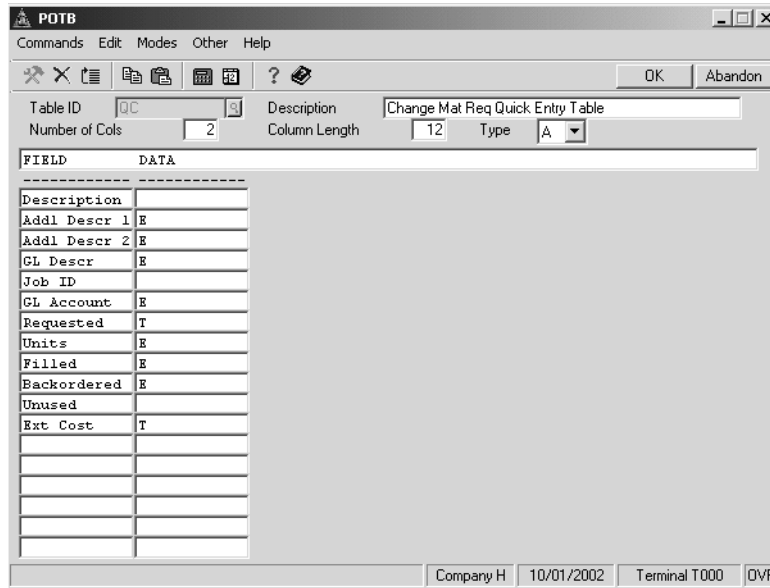 POTB
Commands Edit Modes Other Help
OK Abandon
Table ID QC Description Change Mat Req Quick Entry Table
Number of Cols 2 Column Length 12 Type A
FIELD DATA
------------ ------------
Description
Addl Descr 1 E
Addl Descr 2 E
GL Descr E
Job ID
GL Account E
Requested T
Units E
Filled E
Backordered E
Unused
Ext Cost T
Company H 10/01/2002 Terminal T000 OVR